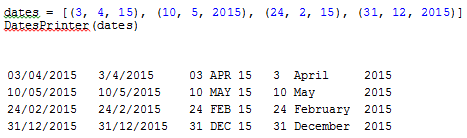 dates = [(3, 4, 15), (10, 5, 2015), (24, 2, 15), (31, 12, 2015)]
DatesPrinter(dates)
03/04/2015 3/4/2015 03 APR 15 3 April 2015
10/05/2015 10/5/2015 10 MAY 15 10 May 2015
24/02/2015 24/2/2015 24 FEB 15 24 February 2015
31/12/2015 31/12/2015 31 DEC 15 31 December 2015